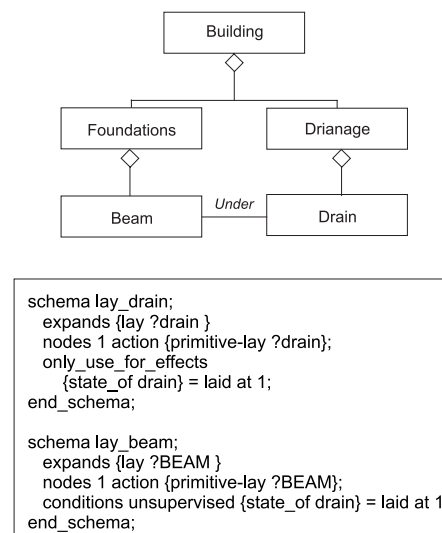 Building
Foundations
Drianage
Beam
Under
Drain
schema lay_drain;
expands {lay ?drain }
nodes 1 action {primitive-lay ?drain};
only_use_for_effects
{state_of drain} = laid at 1;
end_schema;
schema lay_beam;
expands {lay ?BEAM }
nodes 1 action {primitive-lay ?BEAM};
conditions unsupervised {state_of drain} = laid at 1
end_schema;